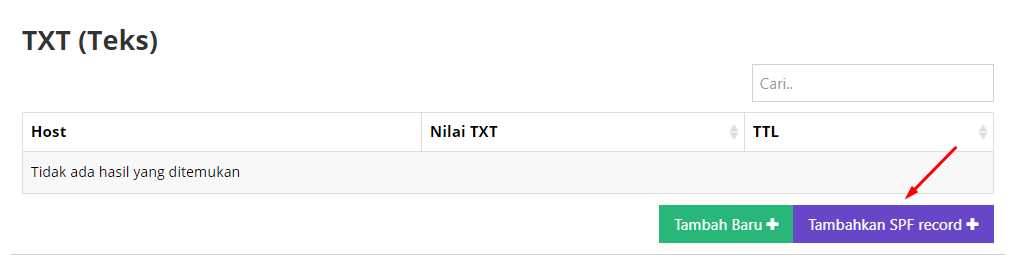 TXT (Teks)
Cari..
Host Nilai TXT TTL
Tidak ada hasil yang ditemukan
Tambah Baru Tambahkan SPF record